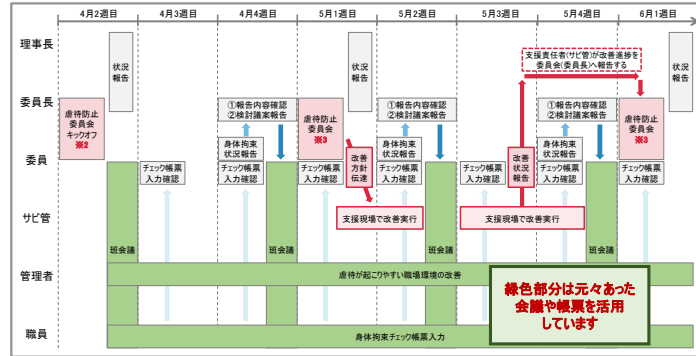 4月2週目 4月3週目 4月4週目 5月1週目 5月2週目 5月3週目 5月4週目 6月1週目
理事長
委員長
委員
サビ管
管理者
職員
虐待防止
委員会
キックオフ
※2
状況
報告
班会議
チェック帳票
入力確認
①報告内容確認
②検討議案報告
身体拘束
状況報告
チェック帳票
入力確認
班会議
虐待防止
委員会
※3
チェック帳票
入力確認
状況
報告
改善
方針
伝達
支援現場で改善実行
①報告内容確認
②検討議案報告
身体拘束
状況報告
チェック帳票
入力確認
班会議
支援責任者(サビ管)が改善進捗を
委員会(委員長)へ報告する
チェック帳票
入力確認
改善
状況
報告
支援現場で改善実行
①報告内容確認
②検討議案報告
身体拘束
状況報告
チェック帳票
入力確認
班会議
虐待防止
委員会
※3
チェック帳票
入力確認
状況
報告
虐待が起こりやすい職場環境の改善
緑色部分は元々あった
会議や帳票を活用
しています
身体拘束チェック帳票入力